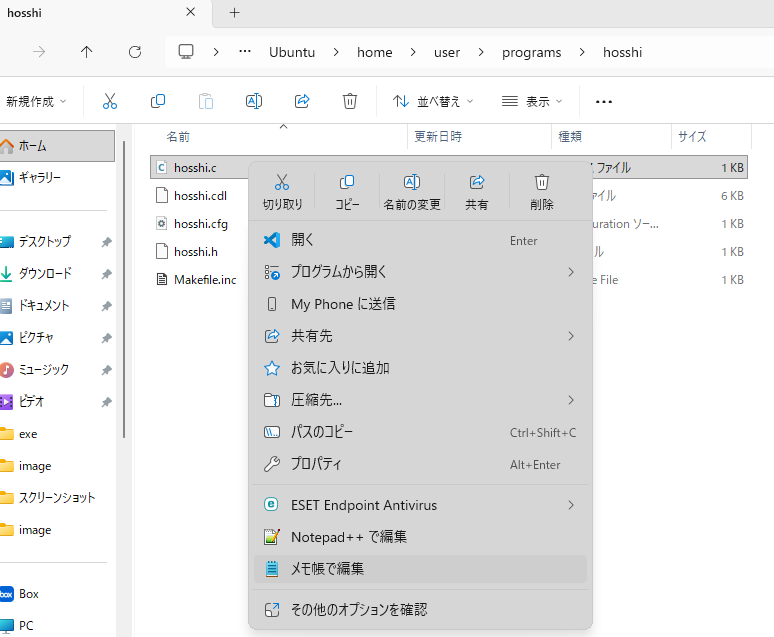 hosshi
Ubuntu > home > user > programs > hosshi
新規作成 並べ替え 表示
名前 更新日時 種類 サイズ
ホーム
ギャラリー
デスクトップ
ダウンロード
ドキュメント
ピクチャ
ミュージック
ビデオ
exe
image
スクリーンショット
image
Box
PC
hosshi.c ファイル 1 KB
hosshi.cdl イル 6 KB
hosshi.cfg uration ソー... 1 KB
hosshi.h ル 1 KB
Makefile.inc e File 1 KB
切り取り コピー 名前の変更 共有 削除
開く Enter
プログラムから開く
My Phone に送信
共有先
お気に入りに追加
圧縮先...
パスのコピー Ctrl+Shift+C
プロパティ Alt+Enter
ESET Endpoint Antivirus
Notepad++ で編集
メモ帳で編集
その他のオプションを確認